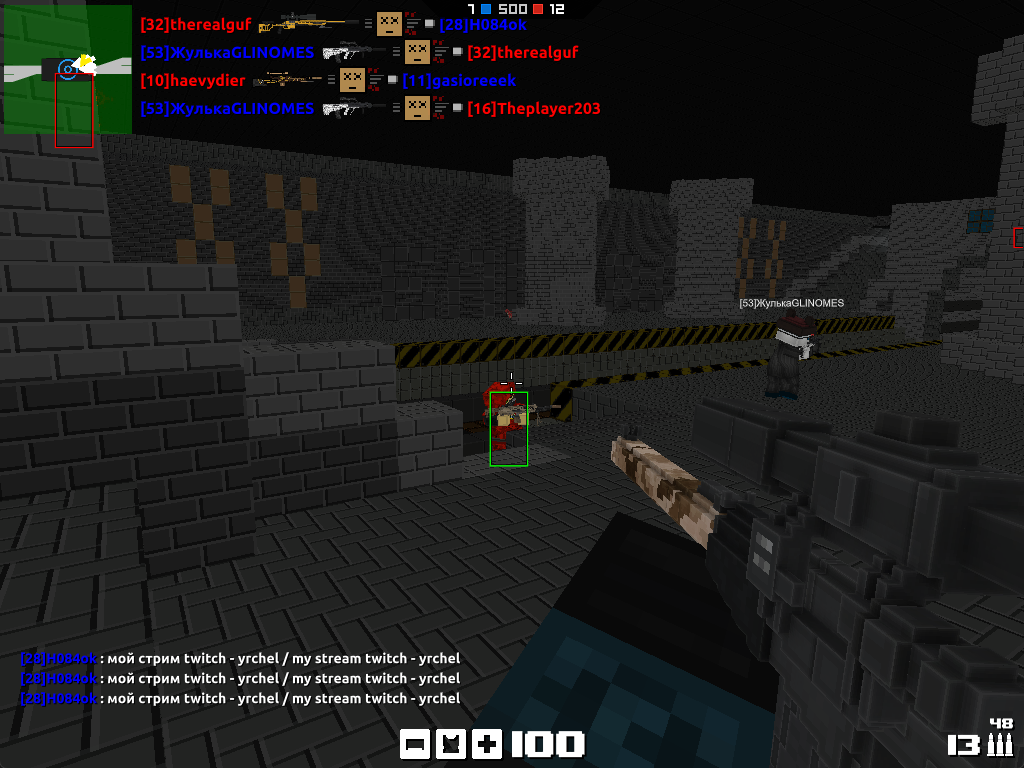 1 500 12
[32]therealguf [28]H084ok
[53]ЖулькаGLINOMES [32]therealguf
[10]haevydier [11]gasioreeek
[53]ЖулькаGLINOMES [16]Theplayer203
[53]ЖулькаGLINOMES
[28]H084ok : мой стрим twitch - yrchel / my stream twitch - yrchel
[28]H084ok : мой стрим twitch - yrchel / my stream twitch - yrchel
[28]H084ok : мой стрим twitch - yrchel / my stream twitch - yrchel
100
48
13